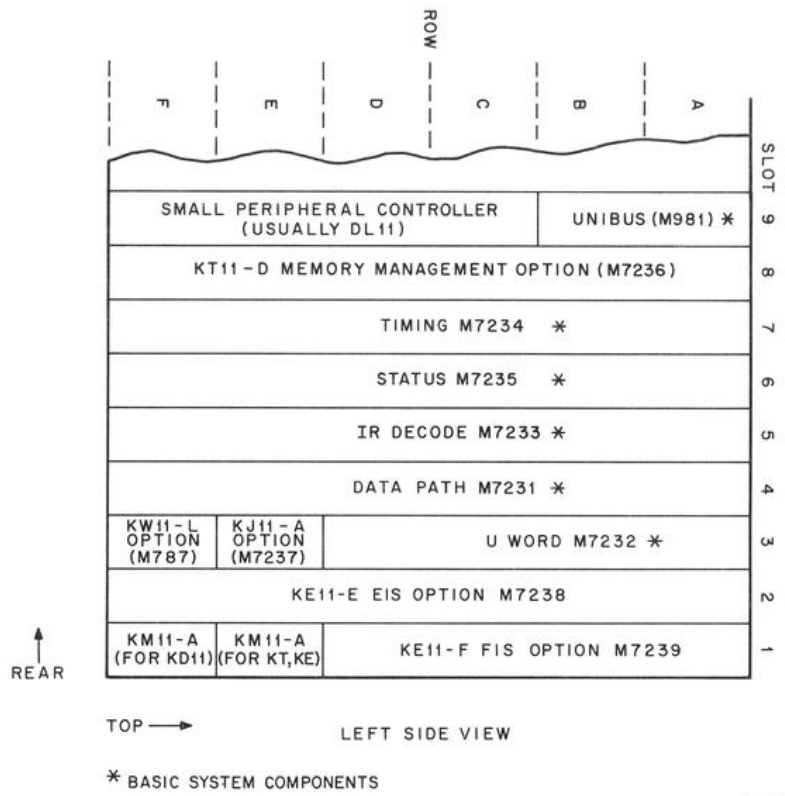 ROW
F E D C B A
SLOT
SMALL PERIPHERAL CONTROLLER
(USUALLY DL11)
UNIBUS (M981) *
9
KT11-D MEMORY MANAGEMENT OPTION (M7236)
8
TIMING M7234 *
7
STATUS M7235 *
6
IR DECODE M7233 *
5
DATA PATH M7231 *
4
KW11-L
OPTION
(M787)
KJ11-A
OPTION
(M7237)
U WORD M7232 *
3
KE11-E EIS OPTION M7238
2
KM11-A
(FOR KD11)
KM11-A
(FOR KT,KE)
KE11-F FIS OPTION M7239
1
REAR
TOP
LEFT SIDE VIEW
* BASIC SYSTEM COMPONENTS